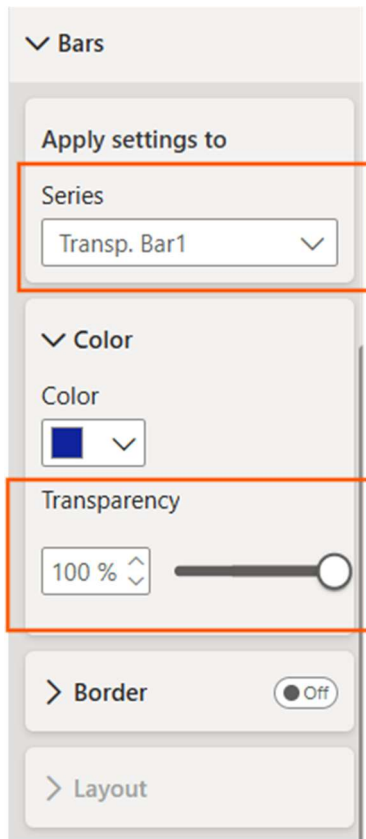 Bars
Apply settings to
Series
Transp. Bar1
Color
Color
Transparency
100 %
Border
Off
Layout